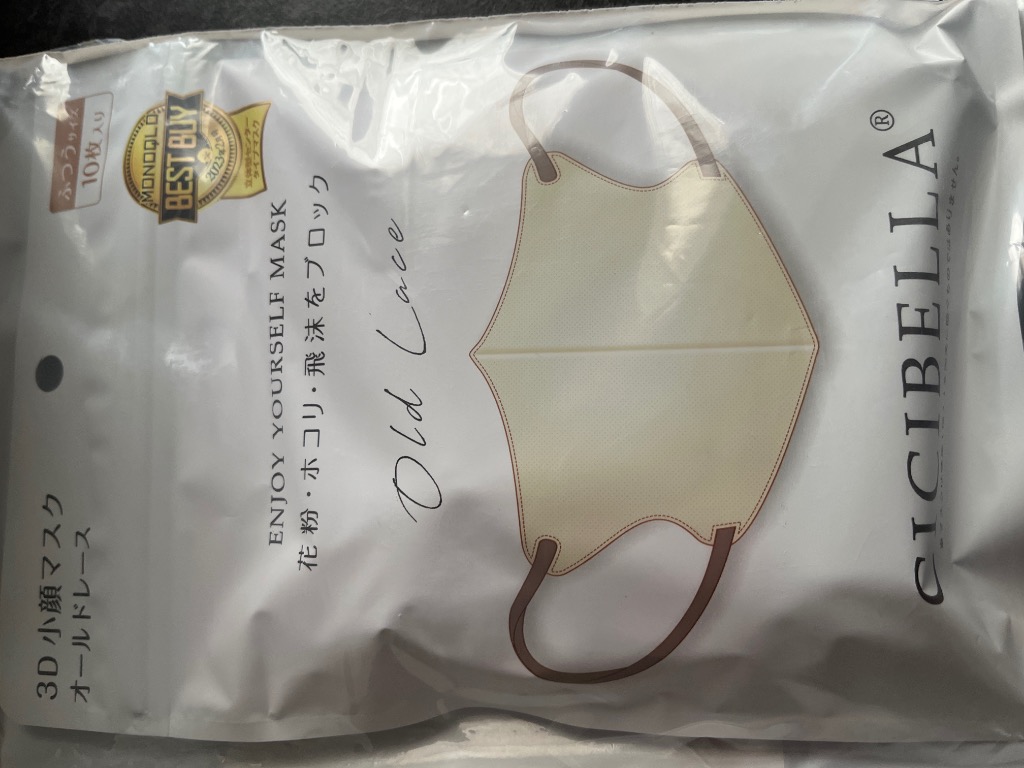 3D 小顔マスク
オールドレース
ふつうサイズ
10枚入り
MONOQLO
BEST BUY
ENJOY YOURSELF MASK
花粉・ホコリ・飛沫をブロック
Old Lace
CICIBELLA®